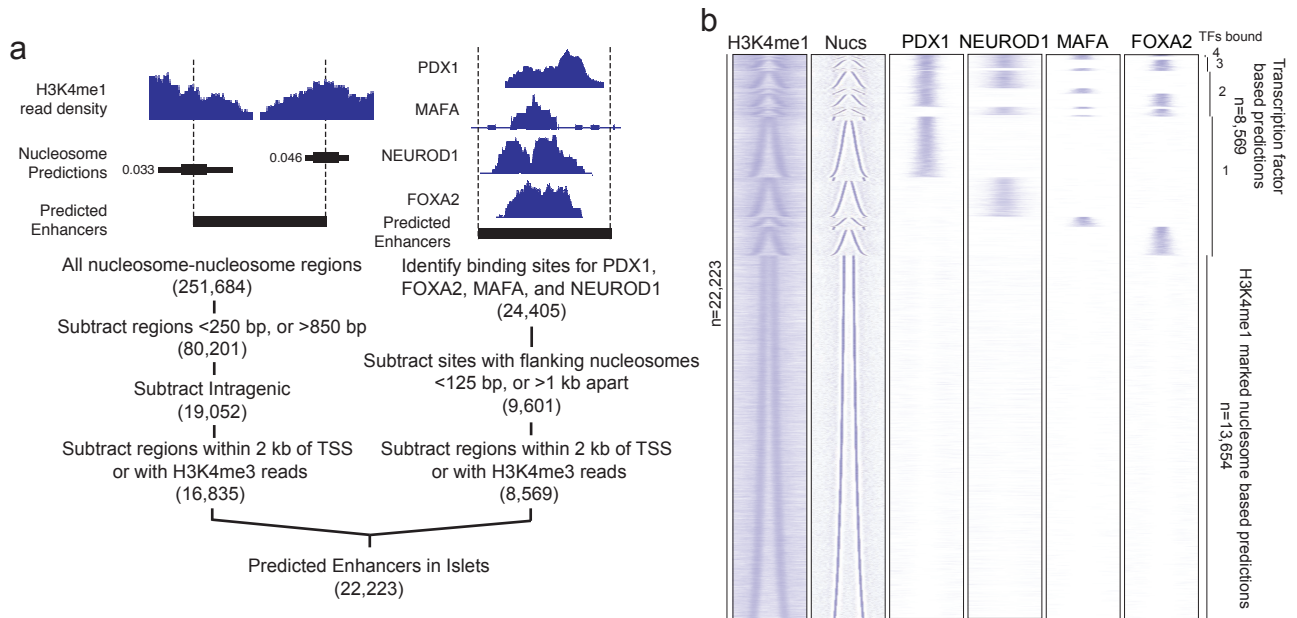 a
H3K4me1
read density
Nucleosome
Predictions
0.033
0.046
Predicted
Enhancers
All nucleosome-nucleosome regions
(251,684)
Subtract regions <250 bp, or >850 bp
(80,201)
Subtract Intragenic
(19,052)
Subtract regions within 2 kb of TSS
or with H3K4me3 reads
(16,835)
PDX1
MAFA
NEUROD1
FOXA2
Predicted
Enhancers
Identify binding sites for PDX1,
FOXA2, MAFA, and NEUROD1
(24,405)
Subtract sites with flanking nucleosomes
<125 bp, or >1 kb apart
(9,601)
Subtract regions within 2 kb of TSS
or with H3K4me3 reads
(8,569)
Predicted Enhancers in Islets
(22,223)
b
H3K4me1
Nucs
PDX1
NEUROD1
MAFA
FOXA2
TFs bound
4
3
2
1
n=22,223
Transcription factor
based predictions
n=8,569
H3K4me1 marked nuclesome based predictions
n=13,654